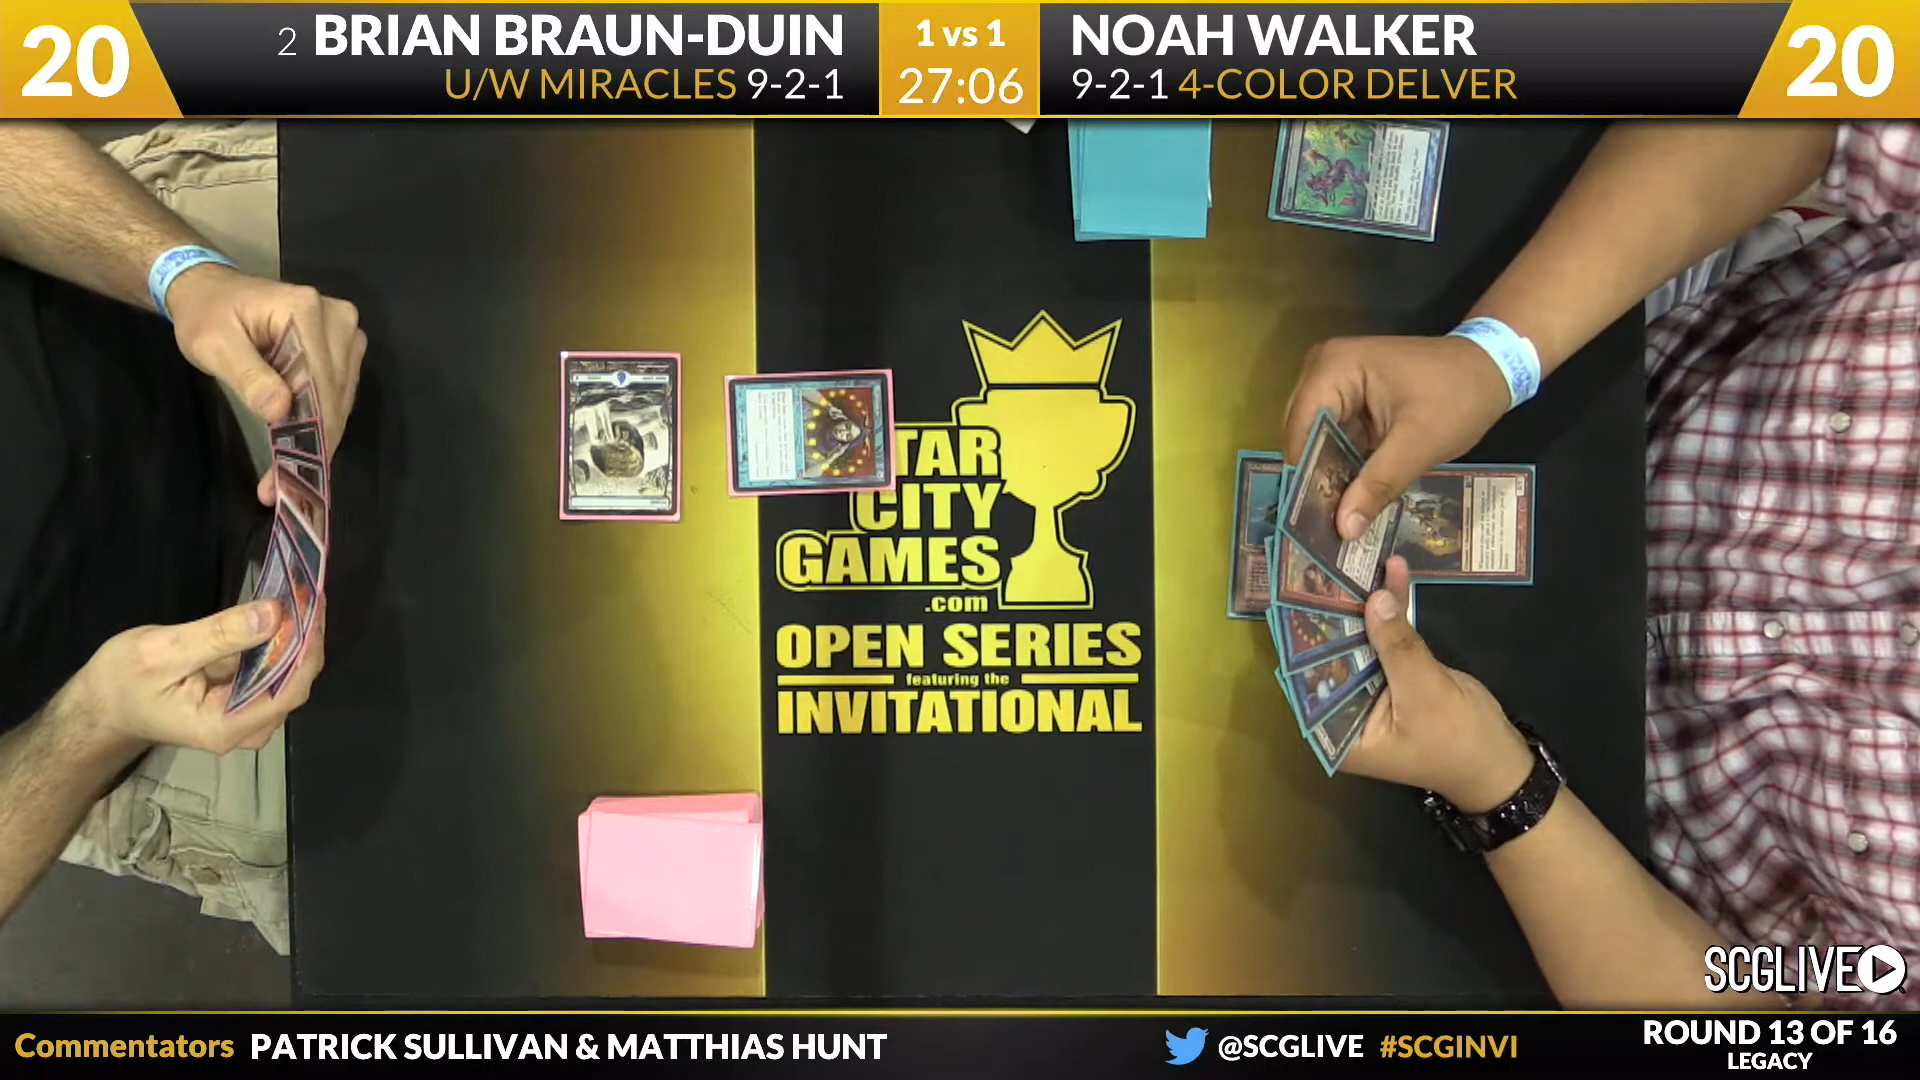 20
2 BRIAN BRAUN-DUIN
U/W MIRACLES 9-2-1
1 vs 1
27:06
NOAH WALKER
9-2-1 4-COLOR DELVER
20
TAR
CITY
GAMES
.com
OPEN SERIES
featuring the
INVITATIONAL
SCGLIVE
Commentators PATRICK SULLIVAN & MATTHIAS HUNT
@SCGLIVE #SCGINVI
ROUND 13 OF 16
LEGACY